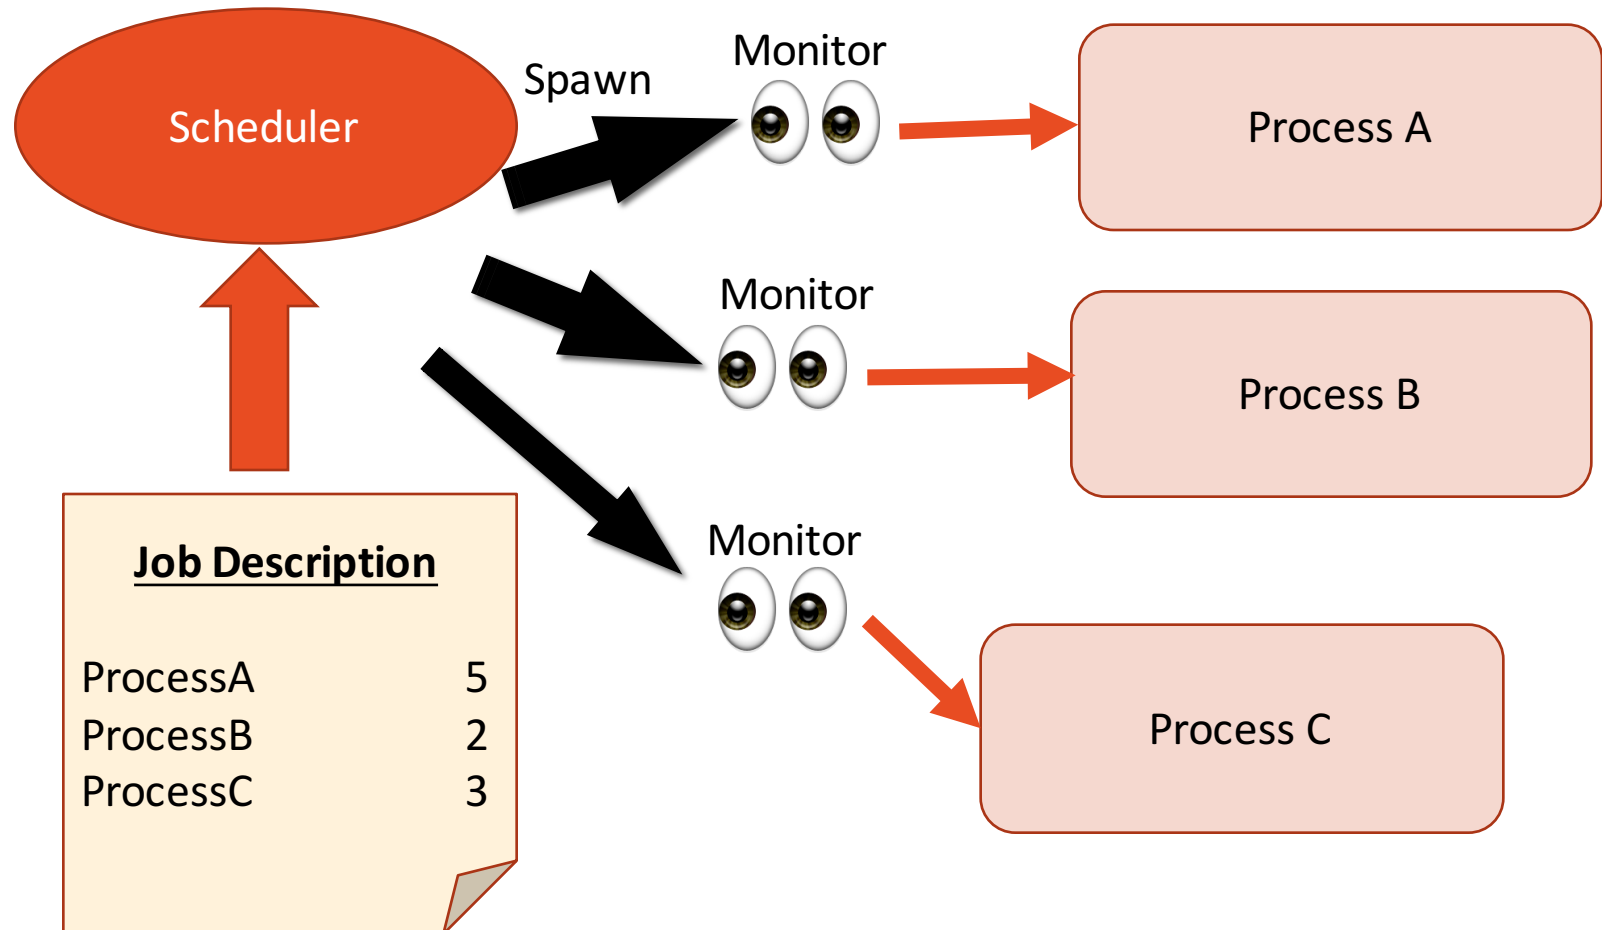 Scheduler
Spawn
Monitor
Process A
Monitor
Process B
Monitor
Process C
Job Description
ProcessA 5
ProcessB 2
ProcessC 3